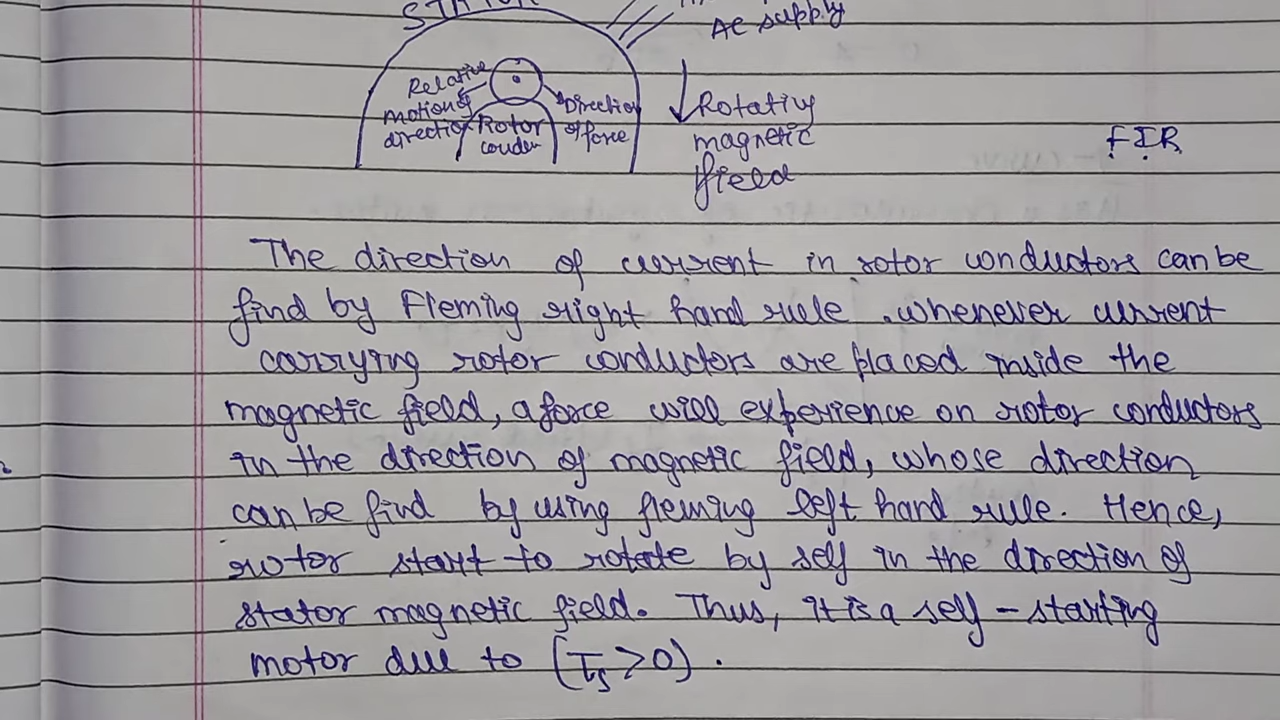 STATOR
AC supply
Relative
motion of
direction
Rotor
conder
Direction
of force
Rotating
magnetic
field
FIR
The direction of current in rotor conductors can be
find by Fleming right hand rule . whenever current
carrying rotor conductors are placed inside the
magnetic field, a force will experience on rotor conductors
in the direction of magnetic field, whose direction
can be find by using fleming left hand rule. Hence,
rotor start to rotate by self in the direction of
stator magnetic field. Thus, it is a self-starting
motor due to (Ts>0).